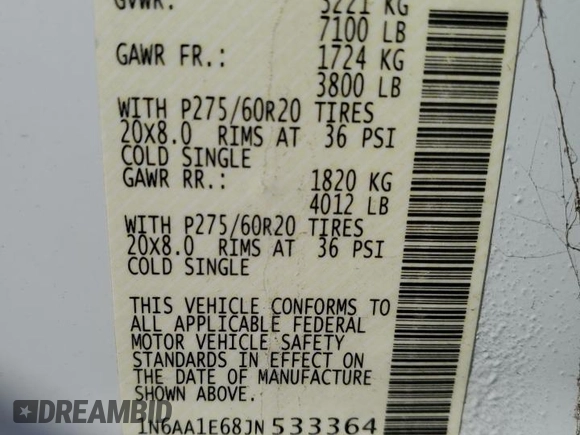 GVWR: 3221 KG
7100 LB
GAWR FR.: 1724 KG
3800 LB
WITH P275/60R20 TIRES
20X8.0 RIMS AT 36 PSI
COLD SINGLE
GAWR RR.: 1820 KG
4012 LB
WITH P275/60R20 TIRES
20X8.0 RIMS AT 36 PSI
COLD SINGLE
THIS VEHICLE CONFORMS TO
ALL APPLICABLE FEDERAL
MOTOR VEHICLE SAFETY
STANDARDS IN EFFECT ON
THE DATE OF MANUFACTURE
SHOWN ABOVE.
1N6AA1E68JN533364
DREAMBID